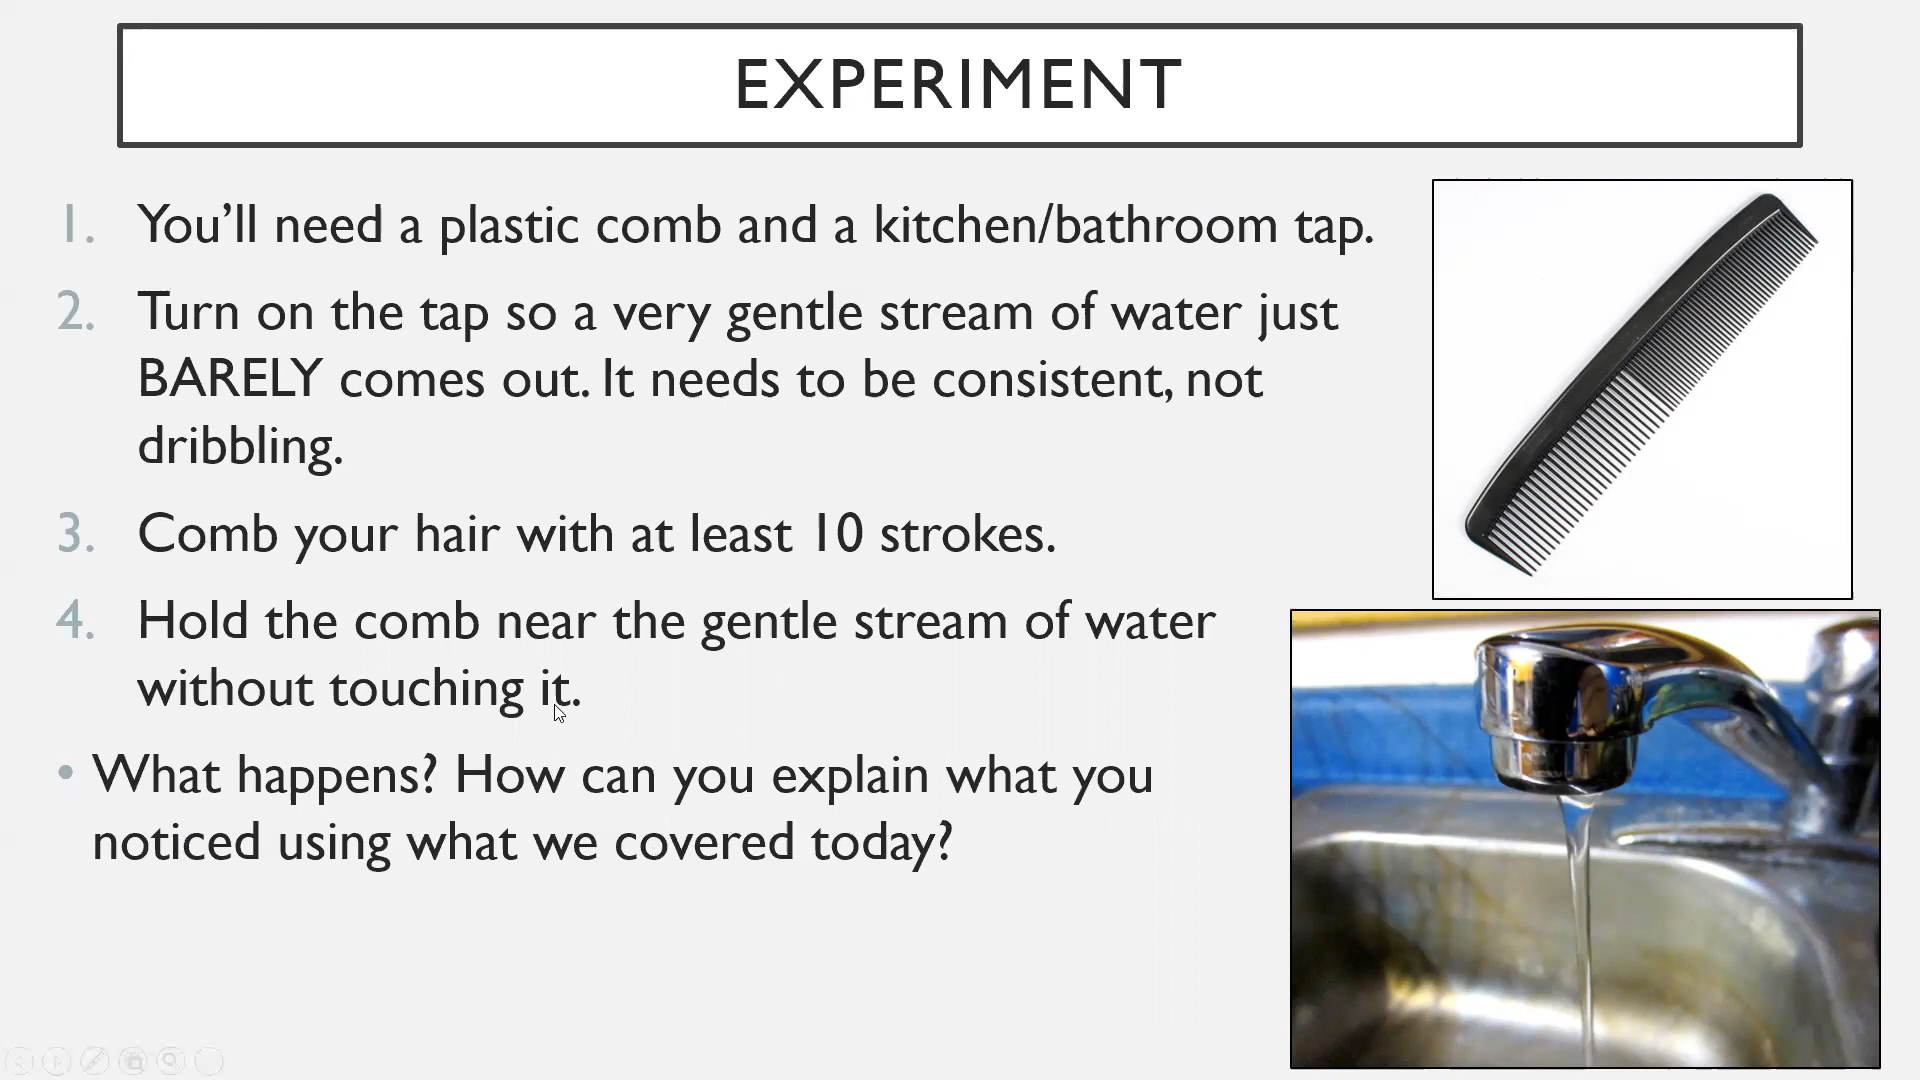 EXPERIMENT
1. You’ll need a plastic comb and a kitchen/bathroom tap.
2. Turn on the tap so a very gentle stream of water just
BARELY comes out. It needs to be consistent, not
dribbling.
3. Comb your hair with at least 10 strokes.
4. Hold the comb near the gentle stream of water
without touching it.
• What happens? How can you explain what you
noticed using what we covered today?